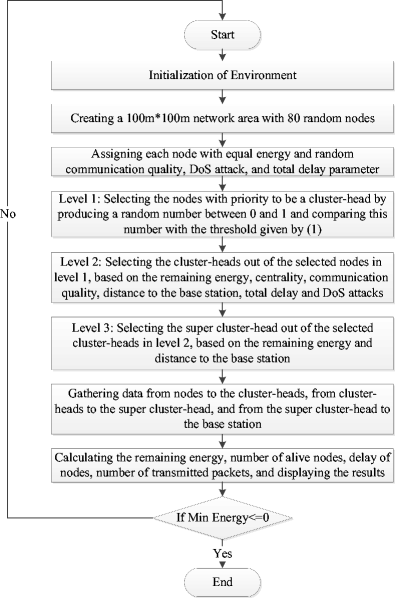 Start
Initialization of Environment
Creating a 100m*100m network area with 80 random nodes
Assigning each node with equal energy and random
communication quality, DoS attack, and total delay parameter
Level 1: Selecting the nodes with priority to be a cluster-head by
producing a random number between 0 and 1 and comparing this
number with the threshold given by (1)
No
Level 2: Selecting the cluster-heads out of the selected nodes in
level 1, based on the remaining energy, centrality, communication
quality, distance to the base station, total delay and DoS attacks
Level 3: Selecting the super cluster-head out of the selected
cluster-heads in level 2, based on the remaining energy and
distance to the base station
Gathering data from nodes to the cluster-heads, from cluster-
heads to the super cluster-head, and from the super cluster-head to
the base station
Calculating the remaining energy, number of alive nodes, delay of
nodes, number of transmitted packets, and displaying the results
If Min Energy<=0
Yes
End